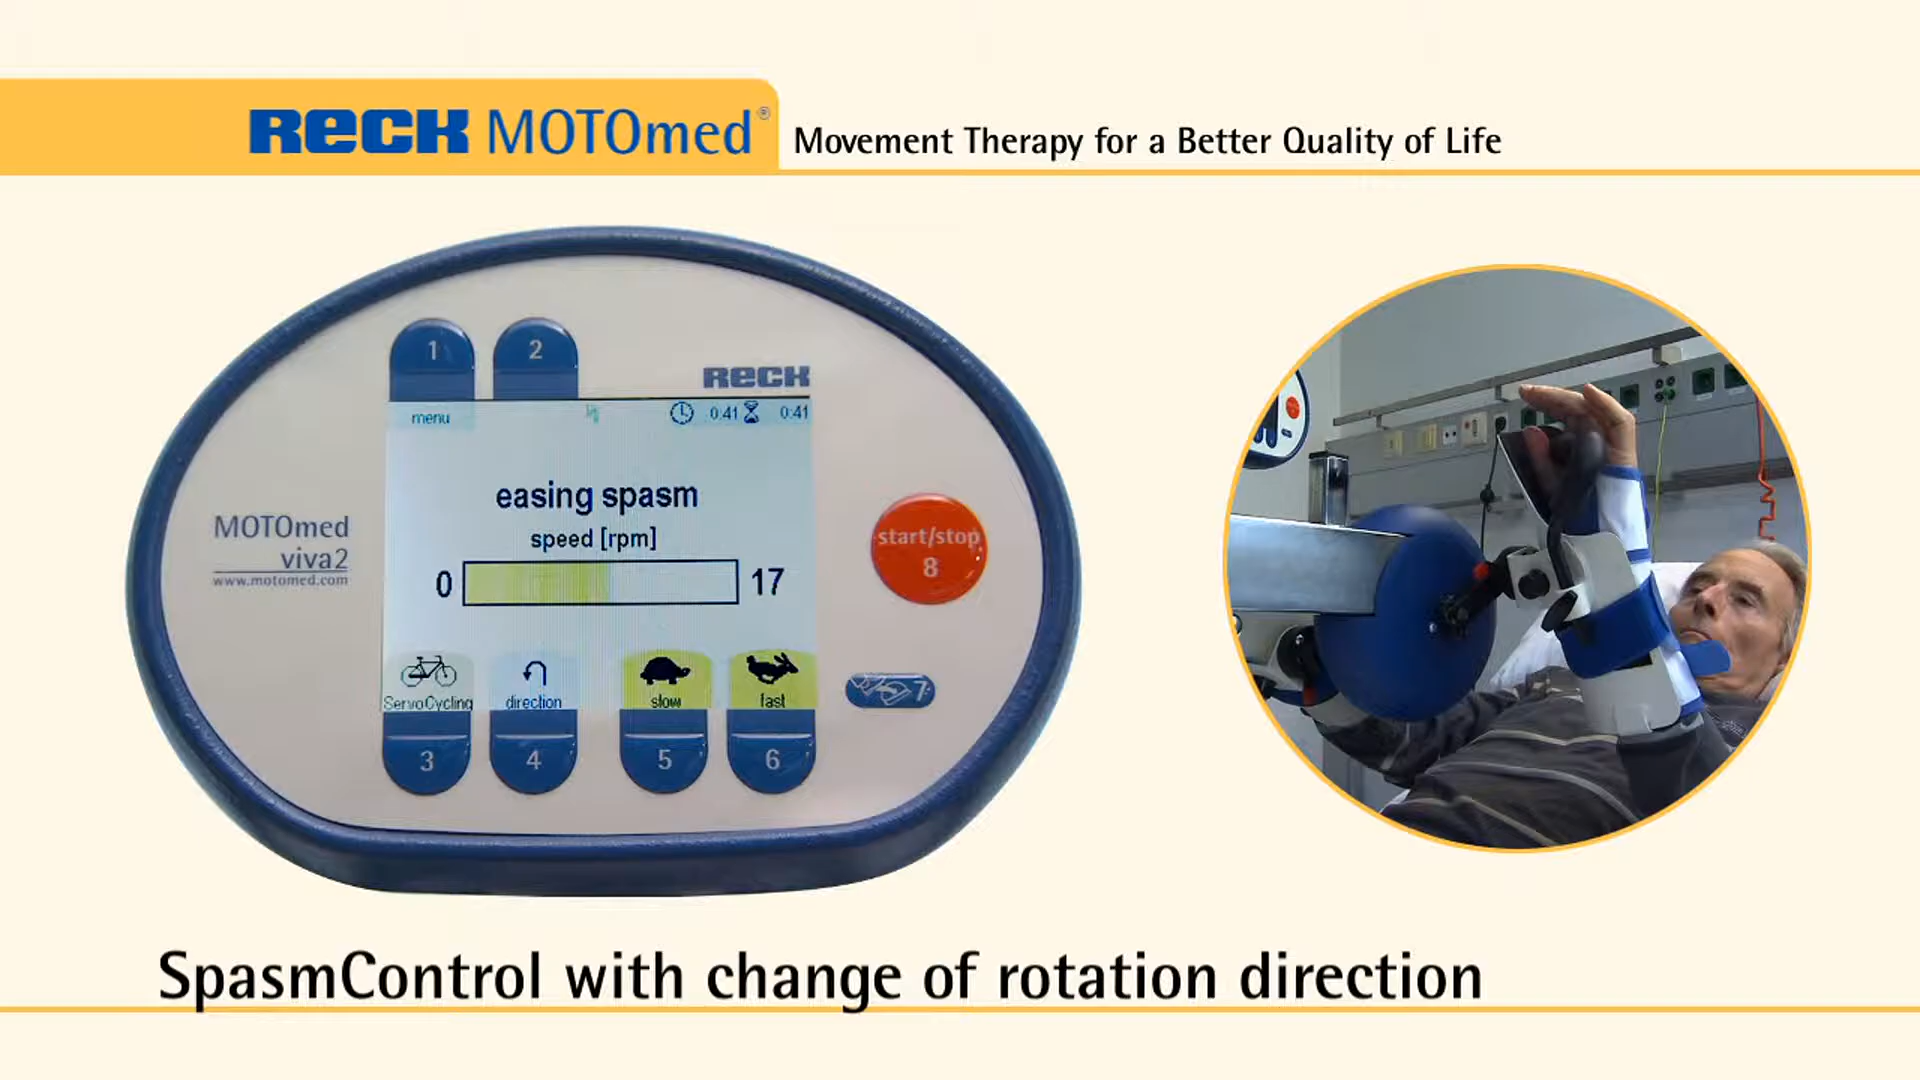 RECK MOTOmed®
Movement Therapy for a Better Quality of Life
1 2
RECK
menu 0:41 0:41
easing spasm
speed [rpm]
0 17
MOTOmed
viva2
www.motomed.com
start/stop
8
ServoCycling direction slow fast
7
3 4 5 6
SpasmControl with change of rotation direction